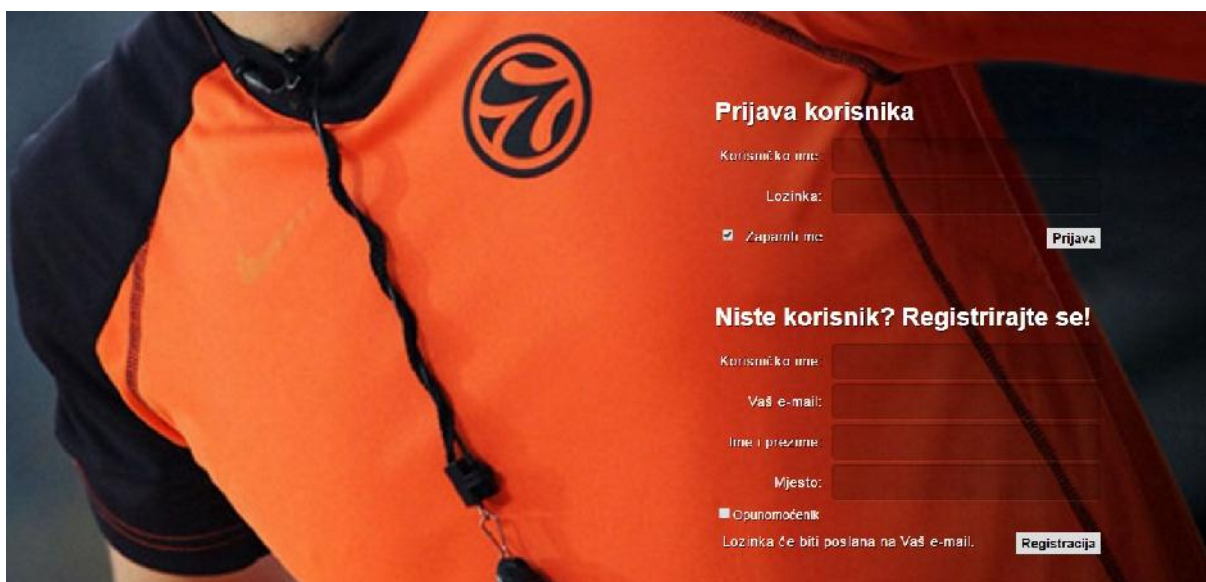 Prijava korisnika
Korisničko ime:
Lozinka:
Zapamti me
Prijava
Niste korisnik? Registrirajte se!
Korisničko ime:
Vaš e-mail:
Ime i prezime:
Mjesto:
Opunomoćenik
Lozinka će biti poslana na Vaš e-mail.
Registracija